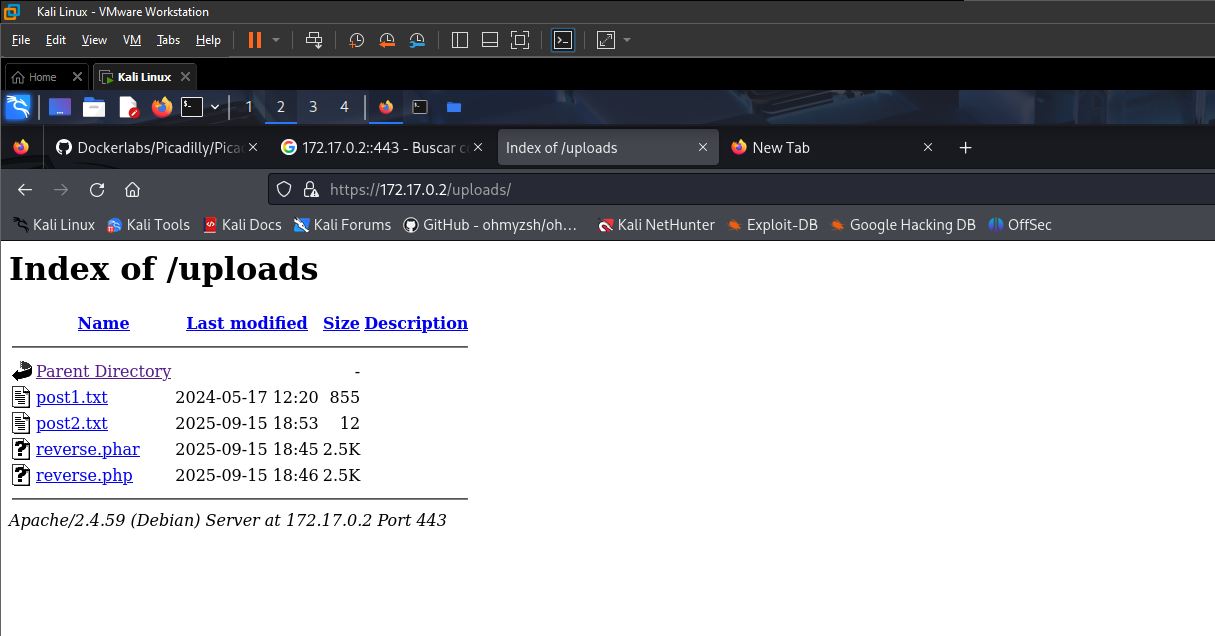 Kali Linux - VMware Workstation
File Edit View VM Tabs Help
Home Kali Linux
1 2 3 4
Dockerlabs/Picadilly/Pica 172.17.0.2::443 - Buscar c Index of /uploads New Tab
https://172.17.0.2/uploads/
Kali Linux Kali Tools Kali Docs Kali Forums GitHub - ohmyzsh/oh... Kali NetHunter Exploit-DB Google Hacking DB OffSec
Index of /uploads
Name Last modified Size Description
Parent Directory -
post1.txt 2024-05-17 12:20 855
post2.txt 2025-09-15 18:53 12
reverse.phar 2025-09-15 18:45 2.5K
reverse.php 2025-09-15 18:46 2.5K
Apache/2.4.59 (Debian) Server at 172.17.0.2 Port 443